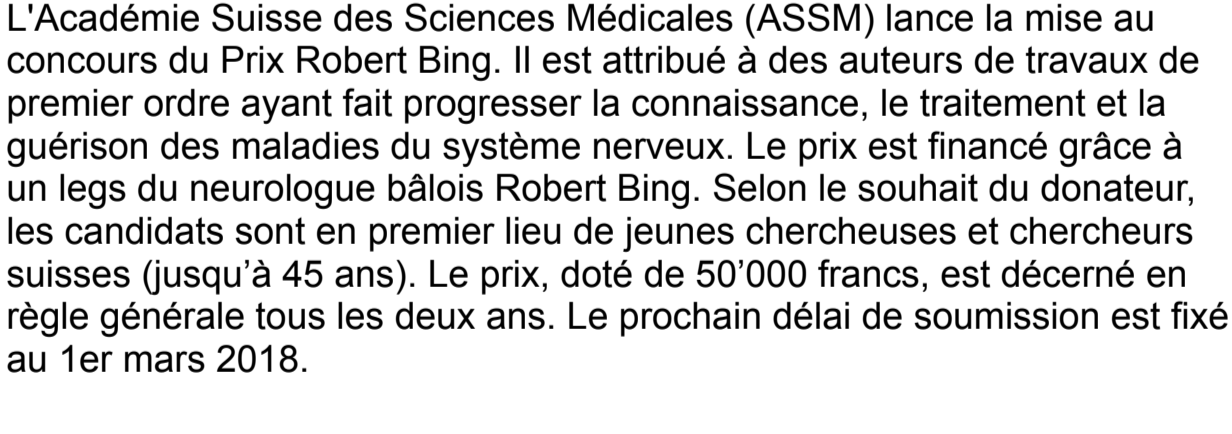 L'Académie Suisse des Sciences Médicales (ASSM) lance la mise au
concours du Prix Robert Bing. Il est attribué à des auteurs de travaux de
premier ordre ayant fait progresser la connaissance, le traitement et la
guérison des maladies du système nerveux. Le prix est financé grâce à
un legs du neurologue bâlois Robert Bing. Selon le souhait du donateur,
les candidats sont en premier lieu de jeunes chercheuses et chercheurs
suisses (jusqu’à 45 ans). Le prix, doté de 50’000 francs, est décerné en
règle générale tous les deux ans. Le prochain délai de soumission est fixé
au 1er mars 2018.